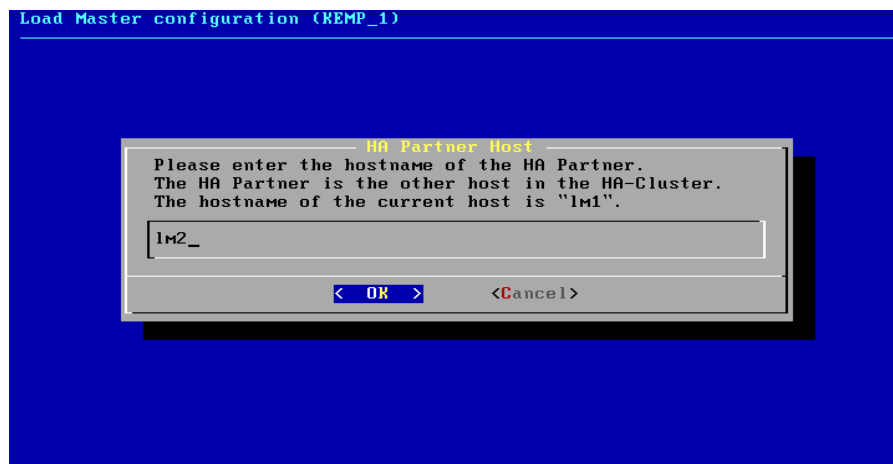 Load Master configuration (KEMP_1)
HA Partner Host
Please enter the hostname of the HA Partner.
The HA Partner is the other host in the HA-Cluster.
The hostname of the current host is "lm1".
lm2_
< OK > <Cancel>